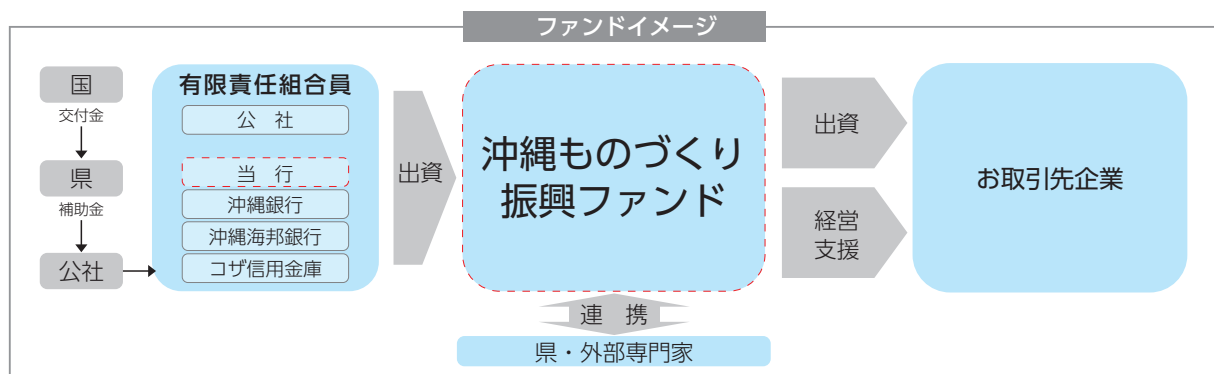 ファンドイメージ
国
交付金
県
補助金
公社
有限責任組合員
公　社
当　行
沖縄銀行
沖縄海邦銀行
コザ信用金庫
出資
沖縄ものづくり
振興ファンド
連　携
県・外部専門家
出資
経営
支援
お取引先企業